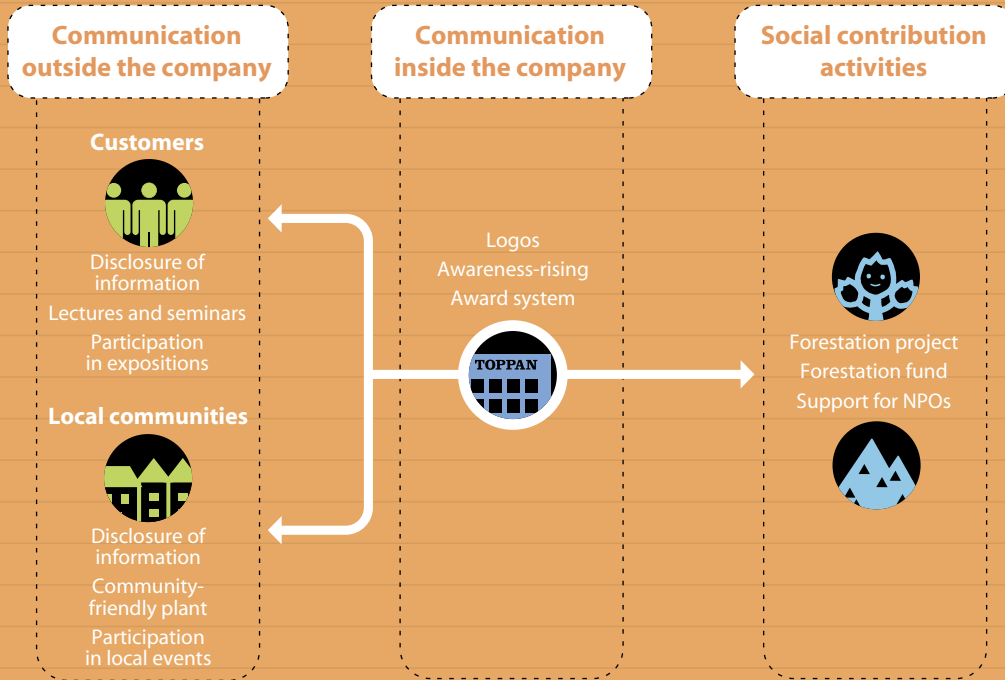 Communication
outside the company
Customers
Disclosure of
information
Lectures and seminars
Participation
in expositions
Local communities
Disclosure of
information
Community-
friendly plant
Participation
in local events
Communication
inside the company
Logos
Awareness-rising
Award system
TOPPAN
Social contribution
activities
Forestation project
Forestation fund
Support for NPOs